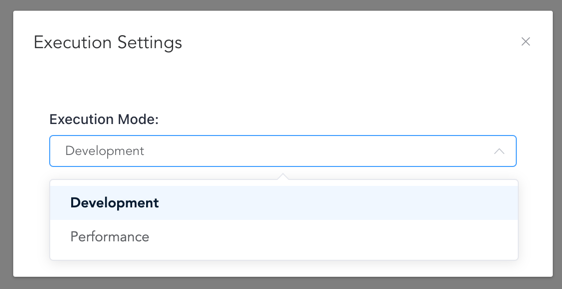 Execution Settings
Execution Mode:
Development
Development
Performance